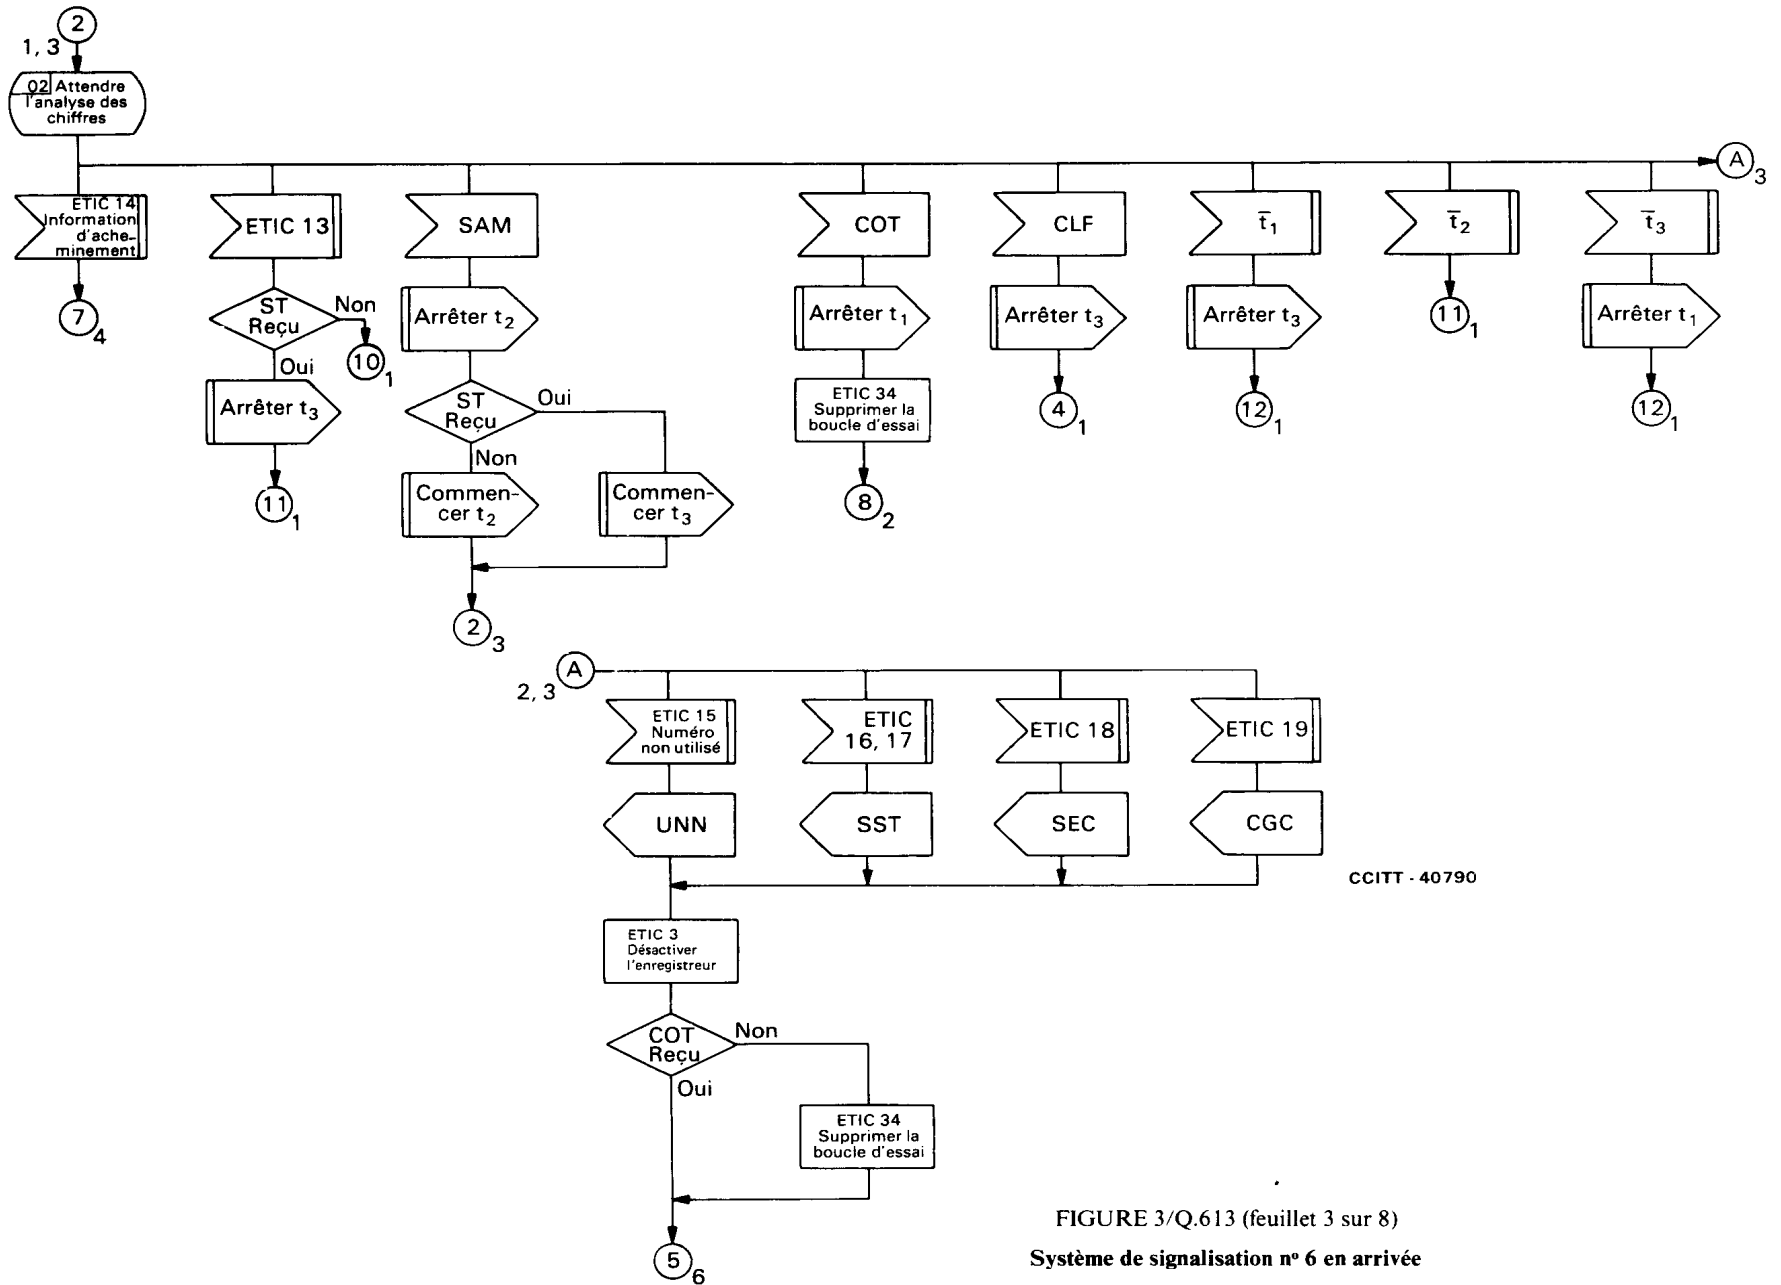 2
1, 3
02 Attendre
l'analyse des
chiffres
A
3
ETIC 14
Information
d'ache-
minement
ETIC 13
SAM
COT
CLF
t̅1
t̅2
t̅3
7
4
ST
Reçu
Non
10
1
Oui
Arrêter t3
11
1
Arrêter t2
ST
Reçu
Oui
Non
Commen-
cer t2
Commen-
cer t3
2
3
Arrêter t1
ETIC 34
Supprimer la
boucle d'essai
8
2
Arrêter t3
4
1
Arrêter t3
12
1
11
1
Arrêter t1
12
1
A
2, 3
ETIC 15
Numéro
non utilisé
ETIC
16, 17
ETIC 18
ETIC 19
UNN
SST
SEC
CGC
CCITT - 40790
ETIC 3
Désactiver
l'enregistreur
COT
Reçu
Non
Oui
ETIC 34
Supprimer la
boucle d'essai
5
6
FIGURE 3/Q.613 (feuillet 3 sur 8)
Système de signalisation nº 6 en arrivée